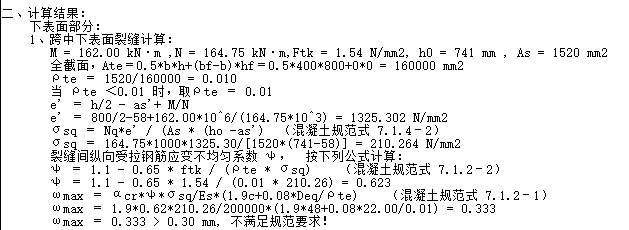 二、计算结果:
下表面部分:
1、跨中下表面裂缝计算:
M = 162.00 kN·m ,N = 164.75 kN·m,Ftk = 1.54 N/mm2, h0 = 741 mm , As = 1520 mm2
全截面,Ate=0.5*b*h+(bf-b)*hf=0.5*400*800+0*0 = 160000 mm2
ρte = 1520/160000 = 0.010
当 ρte <0.01 时,取ρte = 0.01
e' = h/2 - as'+ M/N
e' = 800/2-58+162.00*10^6/(164.75*10^3) = 1325.302 N/mm2
σsq = Nq*e' / (As * (ho -as') (混凝土规范式 7.1.4-2)
σsq = 164.75*1000*1325.30/[1520*(741-58)] = 210.264 N/mm2
裂缝间纵向受拉钢筋应变不均匀系数 Ψ, 按下列公式计算:
Ψ = 1.1 - 0.65 * ftk / (ρte * σsq) (混凝土规范式 7.1.2-2)
Ψ = 1.1 - 0.65 * 1.54 / (0.01 * 210.26) = 0.623
ωmax = αcr*Ψ*σsq/Es*(1.9c+0.08*Deq/ρte) (混凝土规范式 7.1.2-1)
ωmax = 1.9*0.62*210.26/200000*(1.9*48+0.08*22.00/0.01) = 0.333
ωmax = 0.333 > 0.30 mm, 不满足规范要求!